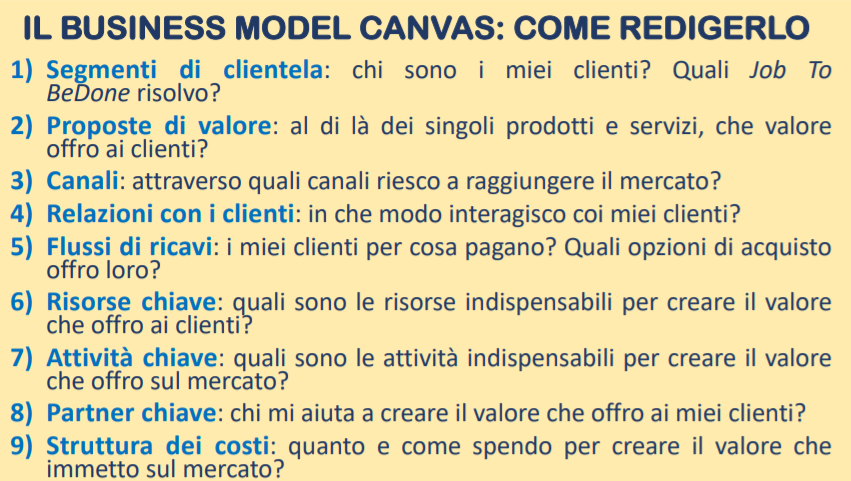 IL BUSINESS MODEL CANVAS: COME REDIGERLO
1) Segmenti di clientela: chi sono i miei clienti? Quali Job To
BeDone risolvo?
2) Proposte di valore: al di là dei singoli prodotti e servizi, che valore
offro ai clienti?
3) Canali: attraverso quali canali riesco a raggiungere il mercato?
4) Relazioni con i clienti: in che modo interagisco coi miei clienti?
5) Flussi di ricavi: i miei clienti per cosa pagano? Quali opzioni di acquisto
offro loro?
6) Risorse chiave: quali sono le risorse indispensabili per creare il valore
che offro ai clienti?
7) Attività chiave: quali sono le attività indispensabili per creare il valore
che offro sul mercato?
8) Partner chiave: chi mi aiuta a creare il valore che offro ai miei clienti?
9) Struttura dei costi: quanto e come spendo per creare il valore che
immetto sul mercato?